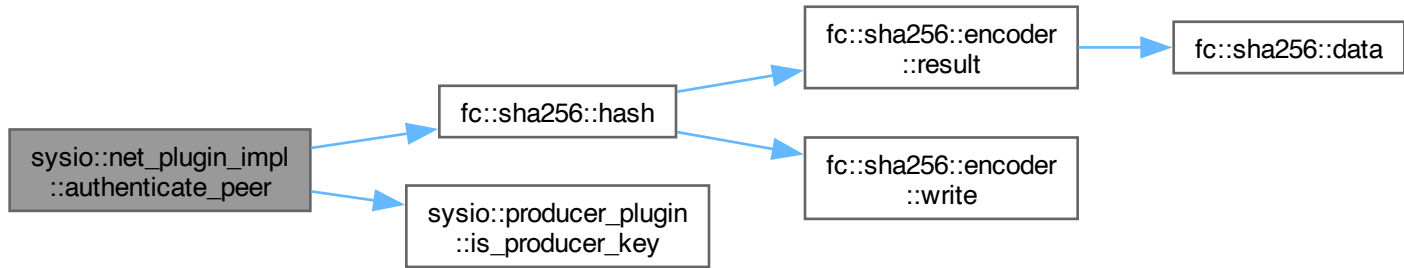 sysio::net_plugin_impl
::authenticate_peer
fc::sha256::hash
sysio::producer_plugin
::is_producer_key
fc::sha256::encoder
::result
fc::sha256::encoder
::write
fc::sha256::data